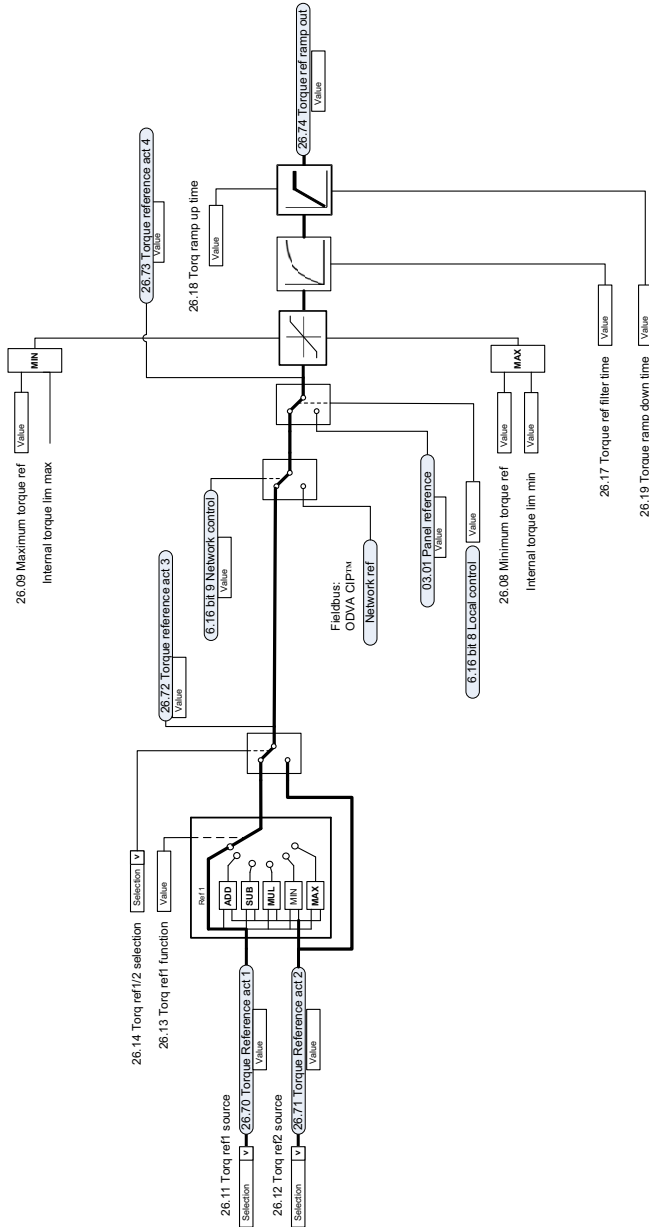 26.11 Torq ref1 source
Selection
v
26.70 Torque Reference act 1
Value
26.12 Torq ref2 source
Selection
v
26.71 Torque Reference act 2
Value
26.14 Torq ref1/2 selection
Selection
v
26.13 Torq ref1 function
Value
Ref 1
ADD
SUB
MUL
MIN
MAX
26.72 Torque reference act 3
Value
6.16 bit 9 Network control
Value
Fieldbus:
ODVA CIP™
Network ref
03.01 Panel reference
Value
6.16 bit 8 Local control
Value
26.09 Maximum torque ref
Value
Internal torque lim max
MIN
26.73 Torque reference act 4
Value
26.08 Minimum torque ref
Value
Internal torque lim min
Value
MAX
26.18 Torq ramp up time
Value
26.17 Torque ref filter time
Value
26.19 Torque ramp down time
Value
26.74 Torque ref ramp out
Value